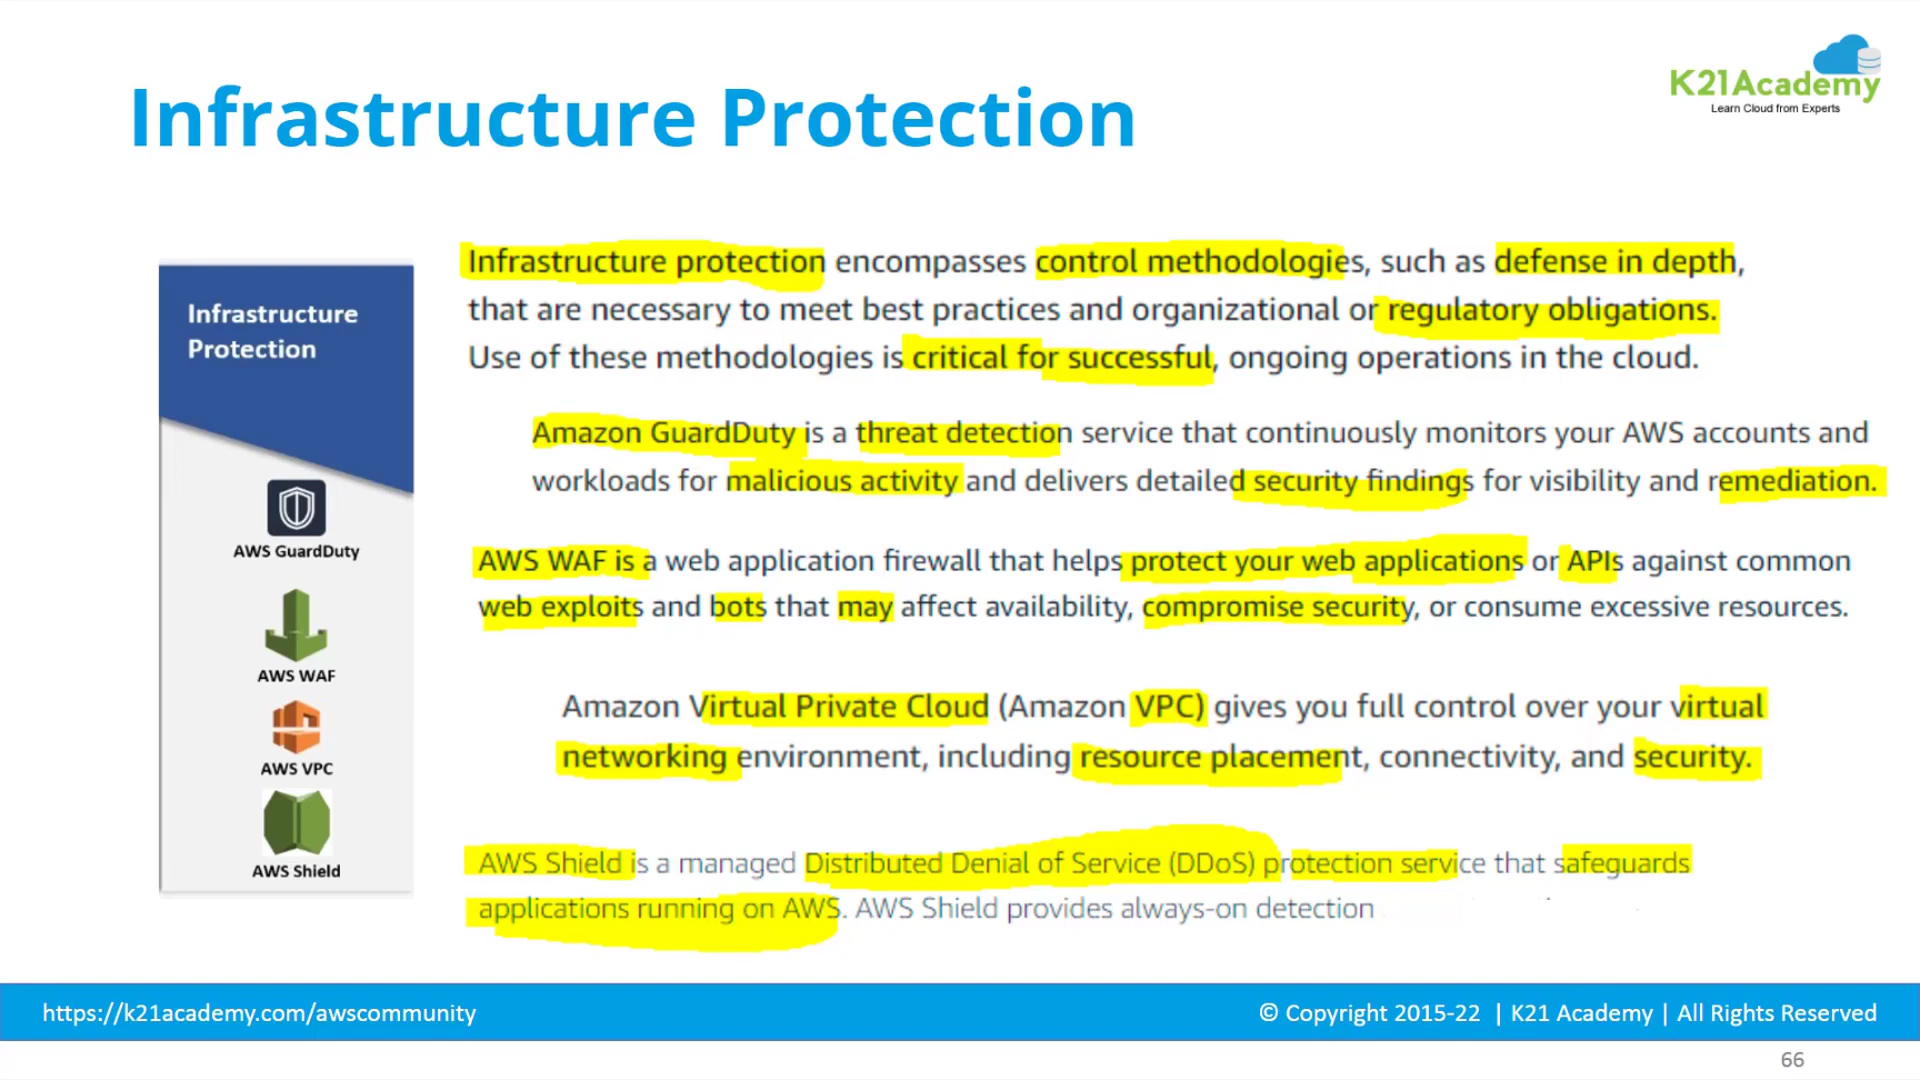 K21Academy
Learn Cloud from Experts
Infrastructure Protection
Infrastructure
Protection
AWS GuardDuty
AWS WAF
AWS VPC
AWS Shield
Infrastructure protection encompasses control methodologies, such as defense in depth,
that are necessary to meet best practices and organizational or regulatory obligations.
Use of these methodologies is critical for successful, ongoing operations in the cloud.
Amazon GuardDuty is a threat detection service that continuously monitors your AWS accounts and
workloads for malicious activity and delivers detailed security findings for visibility and remediation.
AWS WAF is a web application firewall that helps protect your web applications or APIs against common
web exploits and bots that may affect availability, compromise security, or consume excessive resources.
Amazon Virtual Private Cloud (Amazon VPC) gives you full control over your virtual
networking environment, including resource placement, connectivity, and security.
AWS Shield is a managed Distributed Denial of Service (DDoS) protection service that safeguards
applications running on AWS. AWS Shield provides always-on detection
https://k21academy.com/awscommunity
© Copyright 2015-22 | K21 Academy | All Rights Reserved
66